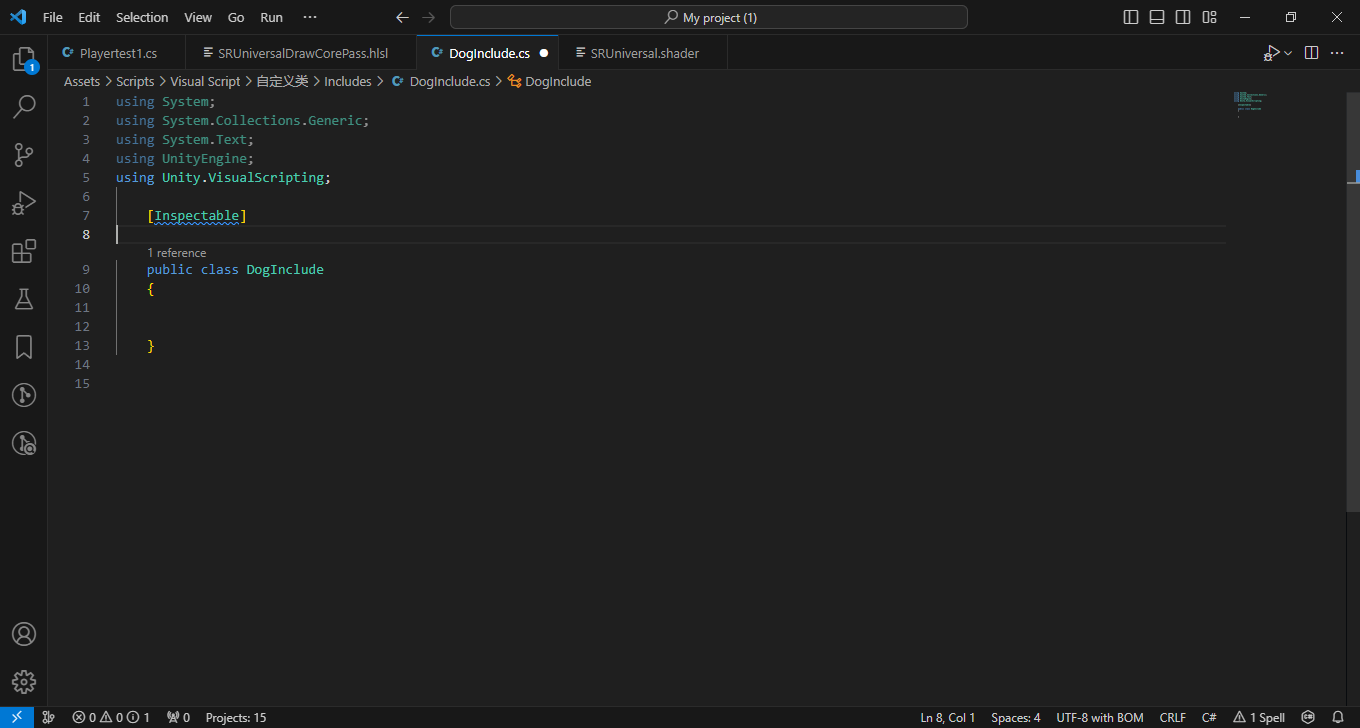 File Edit Selection View Go Run ··· My project (1)
Playertest1.cs SRUniversalDrawCorePass.hlsl DogInclude.cs SRUniversal.shader
Assets > Scripts > Visual Script > 自定义类 > Includes > DogInclude.cs > DogInclude
1
1 using System;
2 using System.Collections.Generic;
3 using System.Text;
4 using UnityEngine;
5 using Unity.VisualScripting;
6
7 [Inspectable]
8
1 reference
9 public class DogInclude
10 {
11
12
13 }
14
15
0 0 1 0 Projects: 15 Ln 8, Col 1 Spaces: 4 UTF-8 with BOM CRLF C# 1 Spell